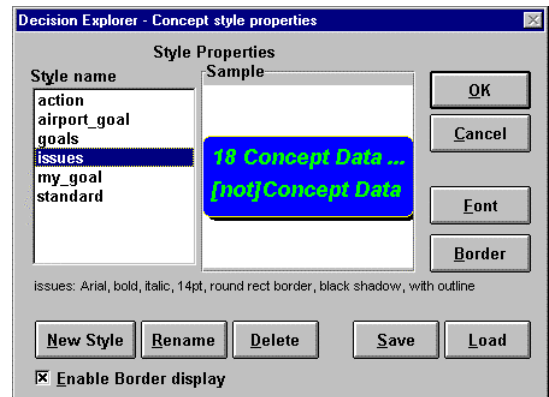 Decision Explorer - Concept style properties
Style Properties
Style name
Sample
action
airport_goal
goals
issues
my_goal
standard
18 Concept Data ...
[not]Concept Data
OK
Cancel
Font
Border
issues: Arial, bold, italic, 14pt, round rect border, black shadow, with outline
New Style
Rename
Delete
Save
Load
Enable Border display